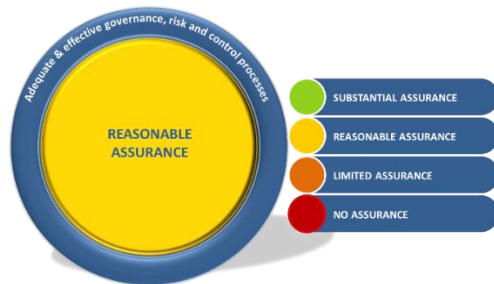 Adequate & effective governance, risk and control processes
REASONABLE
ASSURANCE
SUBSTANTIAL ASSURANCE
REASONABLE ASSURANCE
LIMITED ASSURANCE
NO ASSURANCE